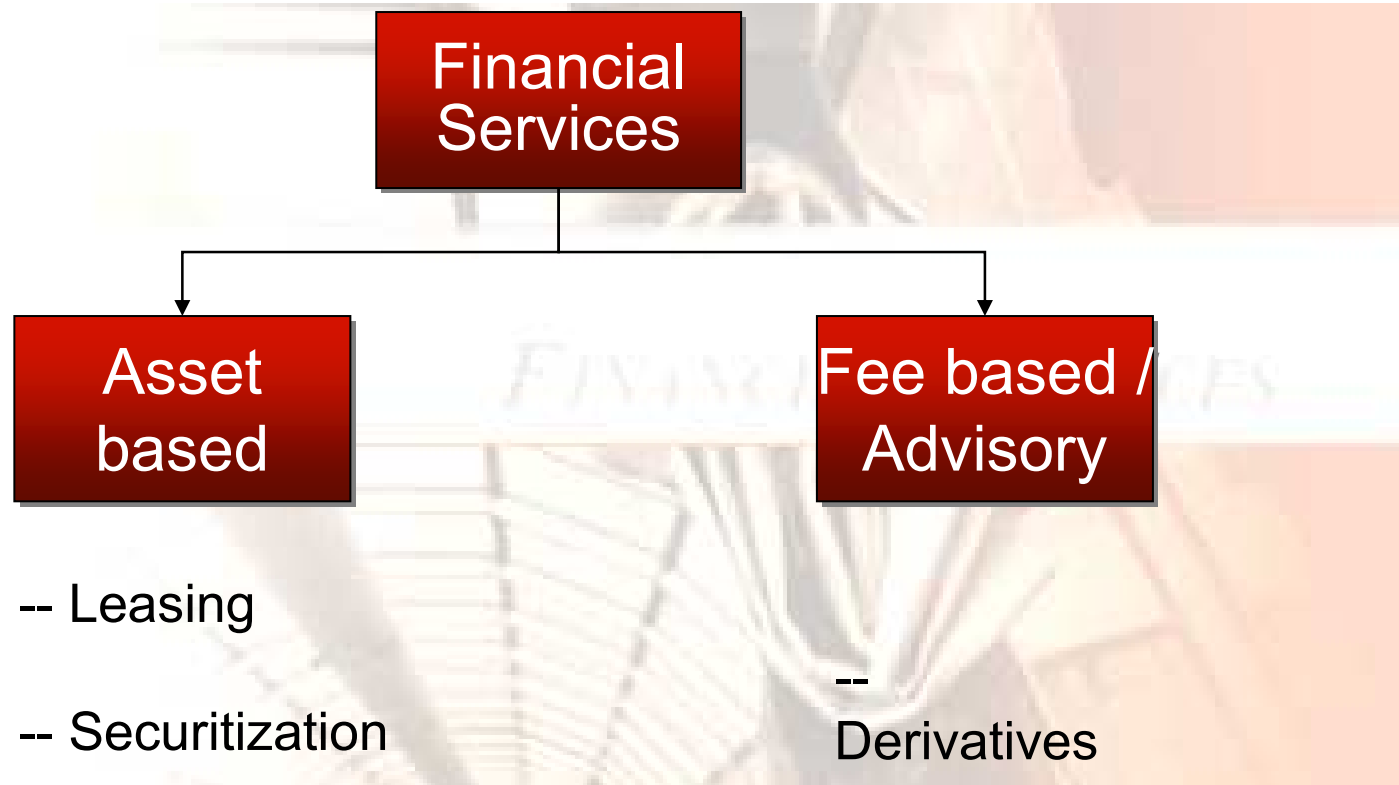 Financial
Services
Asset
based
Fee based /
Advisory
-- Leasing
-- Securitization
--
Derivatives